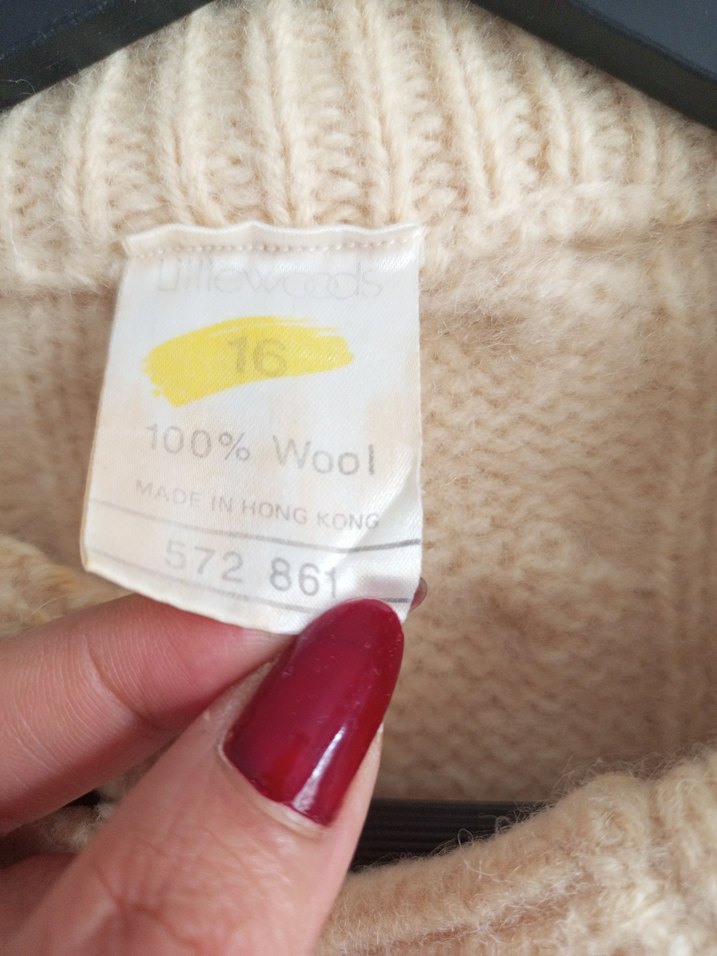 Littlewoods
16
100% Wool
MADE IN HONG KONG
572 861